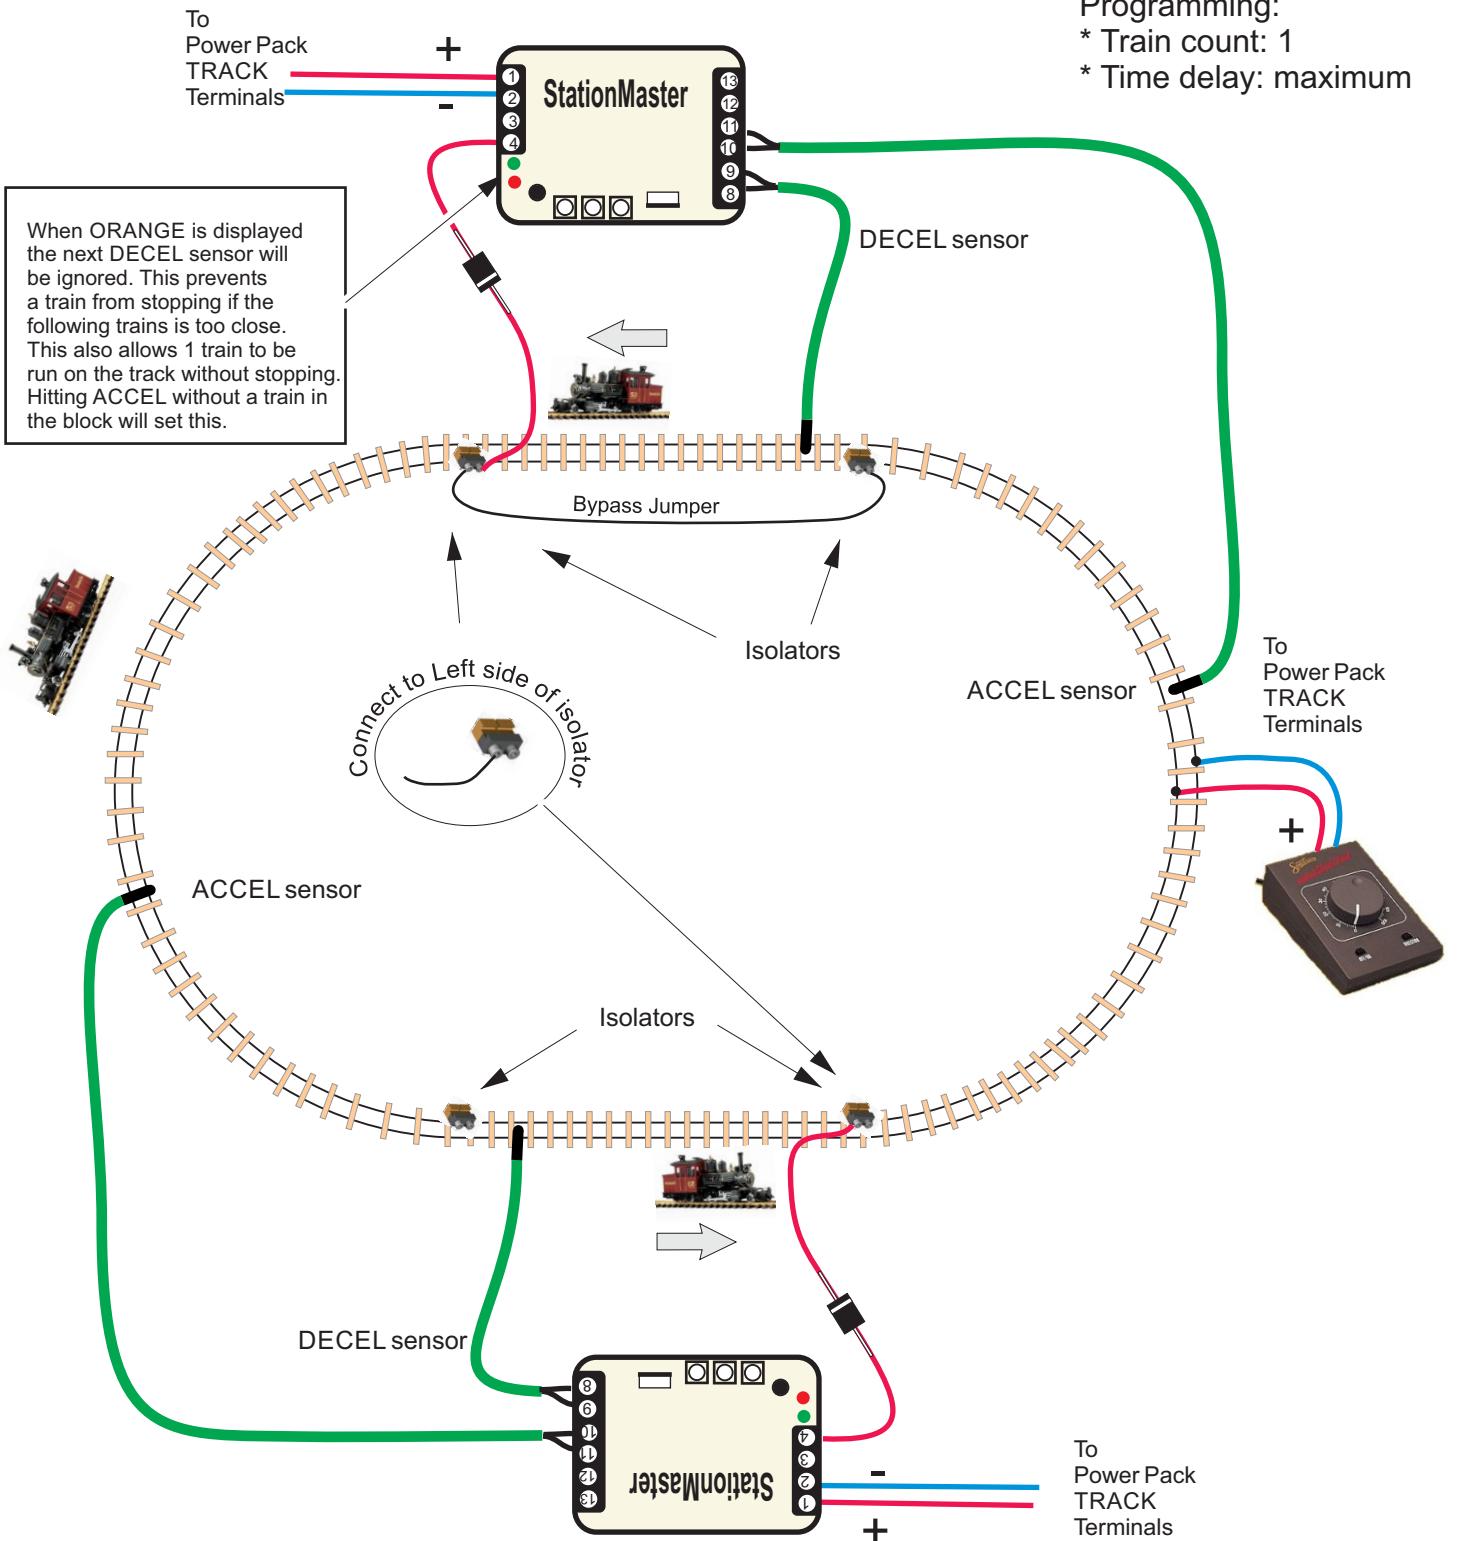 To
Power Pack
TRACK
Terminals
+
-
Programming:
* Train count: 1
* Time delay: maximum
StationMaster
1
2
3
4
13
12
11
10
9
8
When ORANGE is displayed
the next DECEL sensor will
be ignored. This prevents
a train from stopping if the
following trains is too close.
This also allows 1 train to be
run on the track without stopping.
Hitting ACCEL without a train in
the block will set this.
DECEL sensor
Bypass Jumper
Isolators
Connect to Left side of isolator
ACCEL sensor
To
Power Pack
TRACK
Terminals
+
ACCEL sensor
Isolators
DECEL sensor
8
9
10
11
12
13
4
3
2
1
StationMaster
-
+
To
Power Pack
TRACK
Terminals